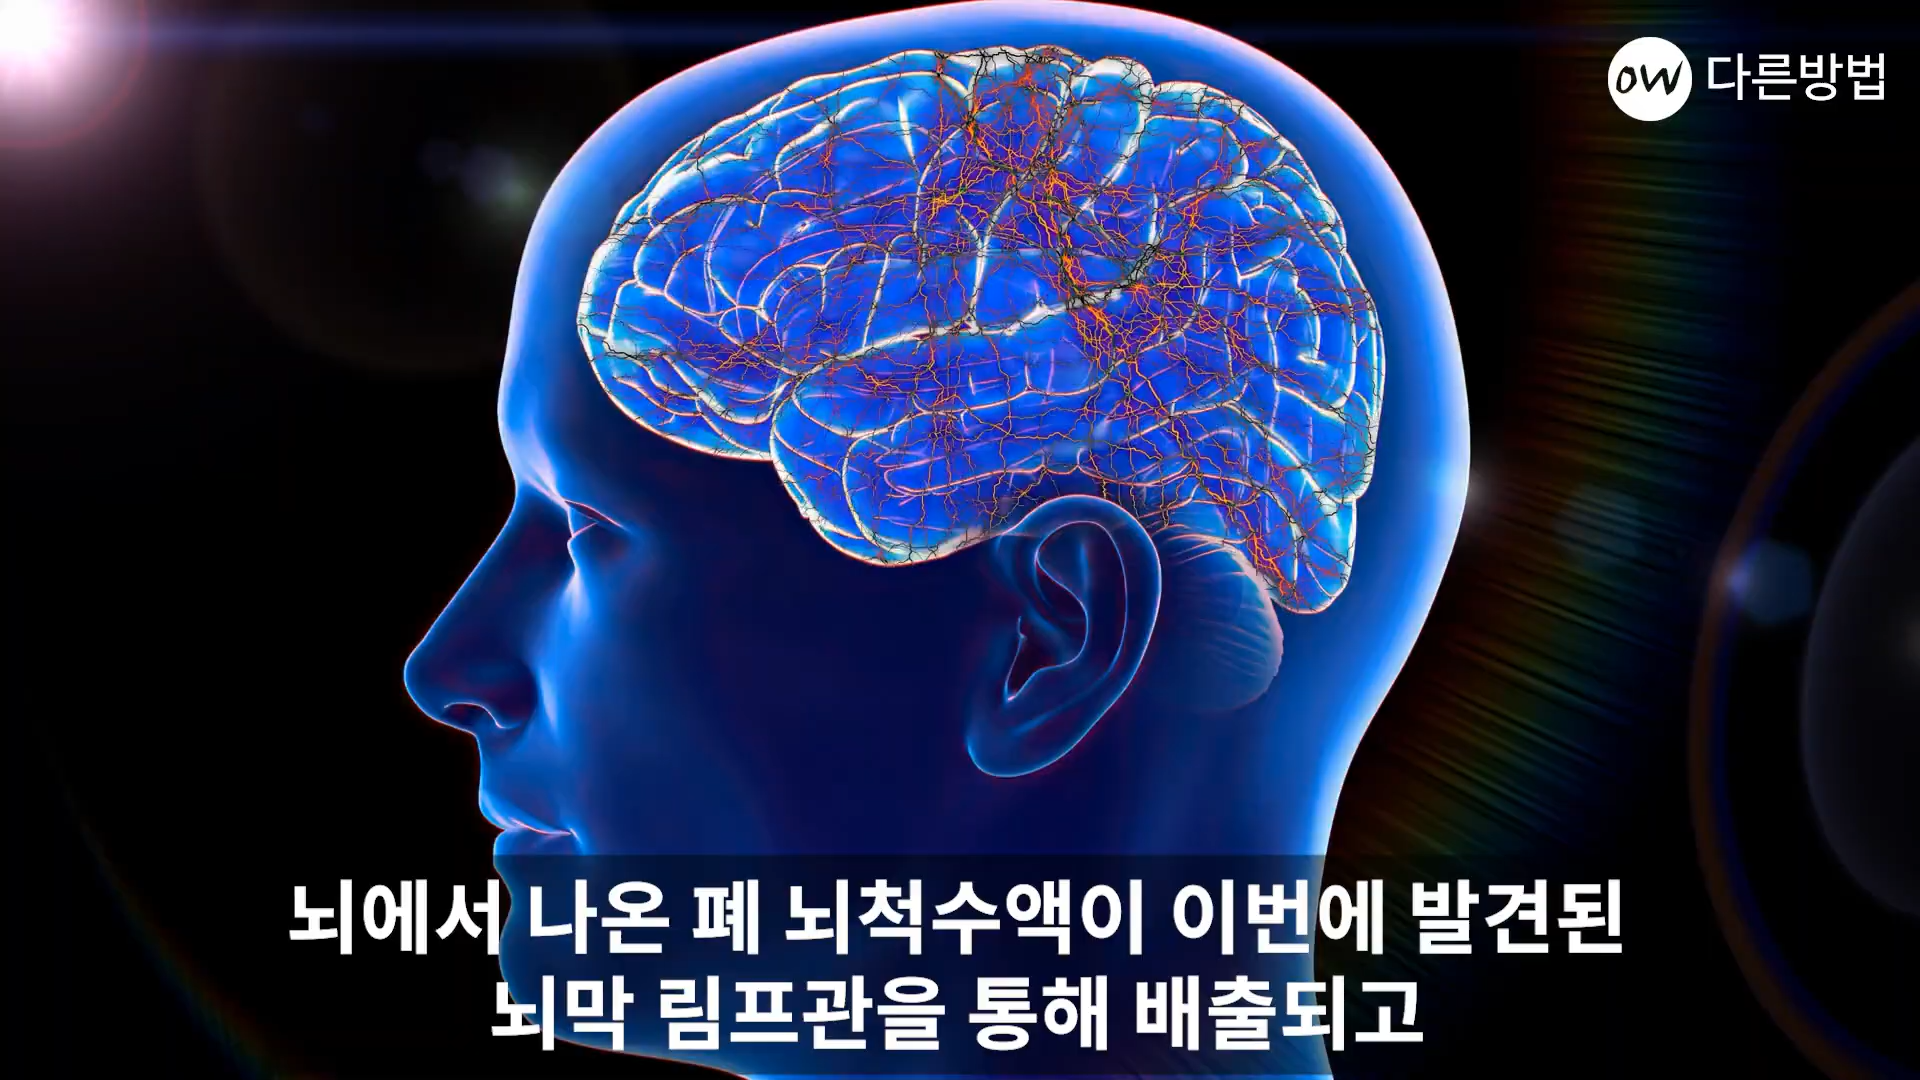 ow 다른방법
뇌에서 나온 폐 뇌척수액이 이번에 발견된
뇌막 림프관을 통해 배출되고